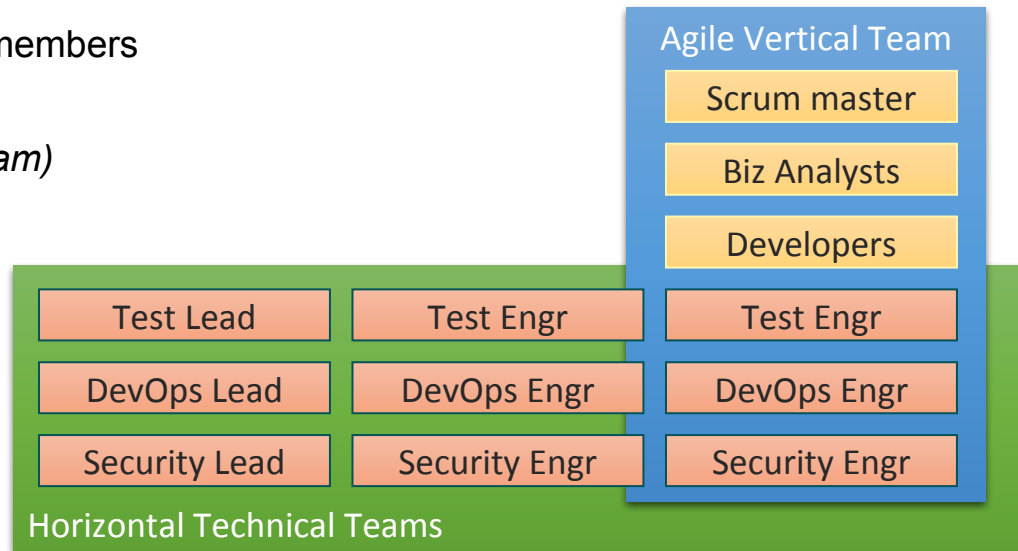 members
am)
Agile Vertical Team
Scrum master
Biz Analysts
Developers
Test Lead
Test Engr
Test Engr
DevOps Lead
DevOps Engr
DevOps Engr
Security Lead
Security Engr
Security Engr
Horizontal Technical Teams